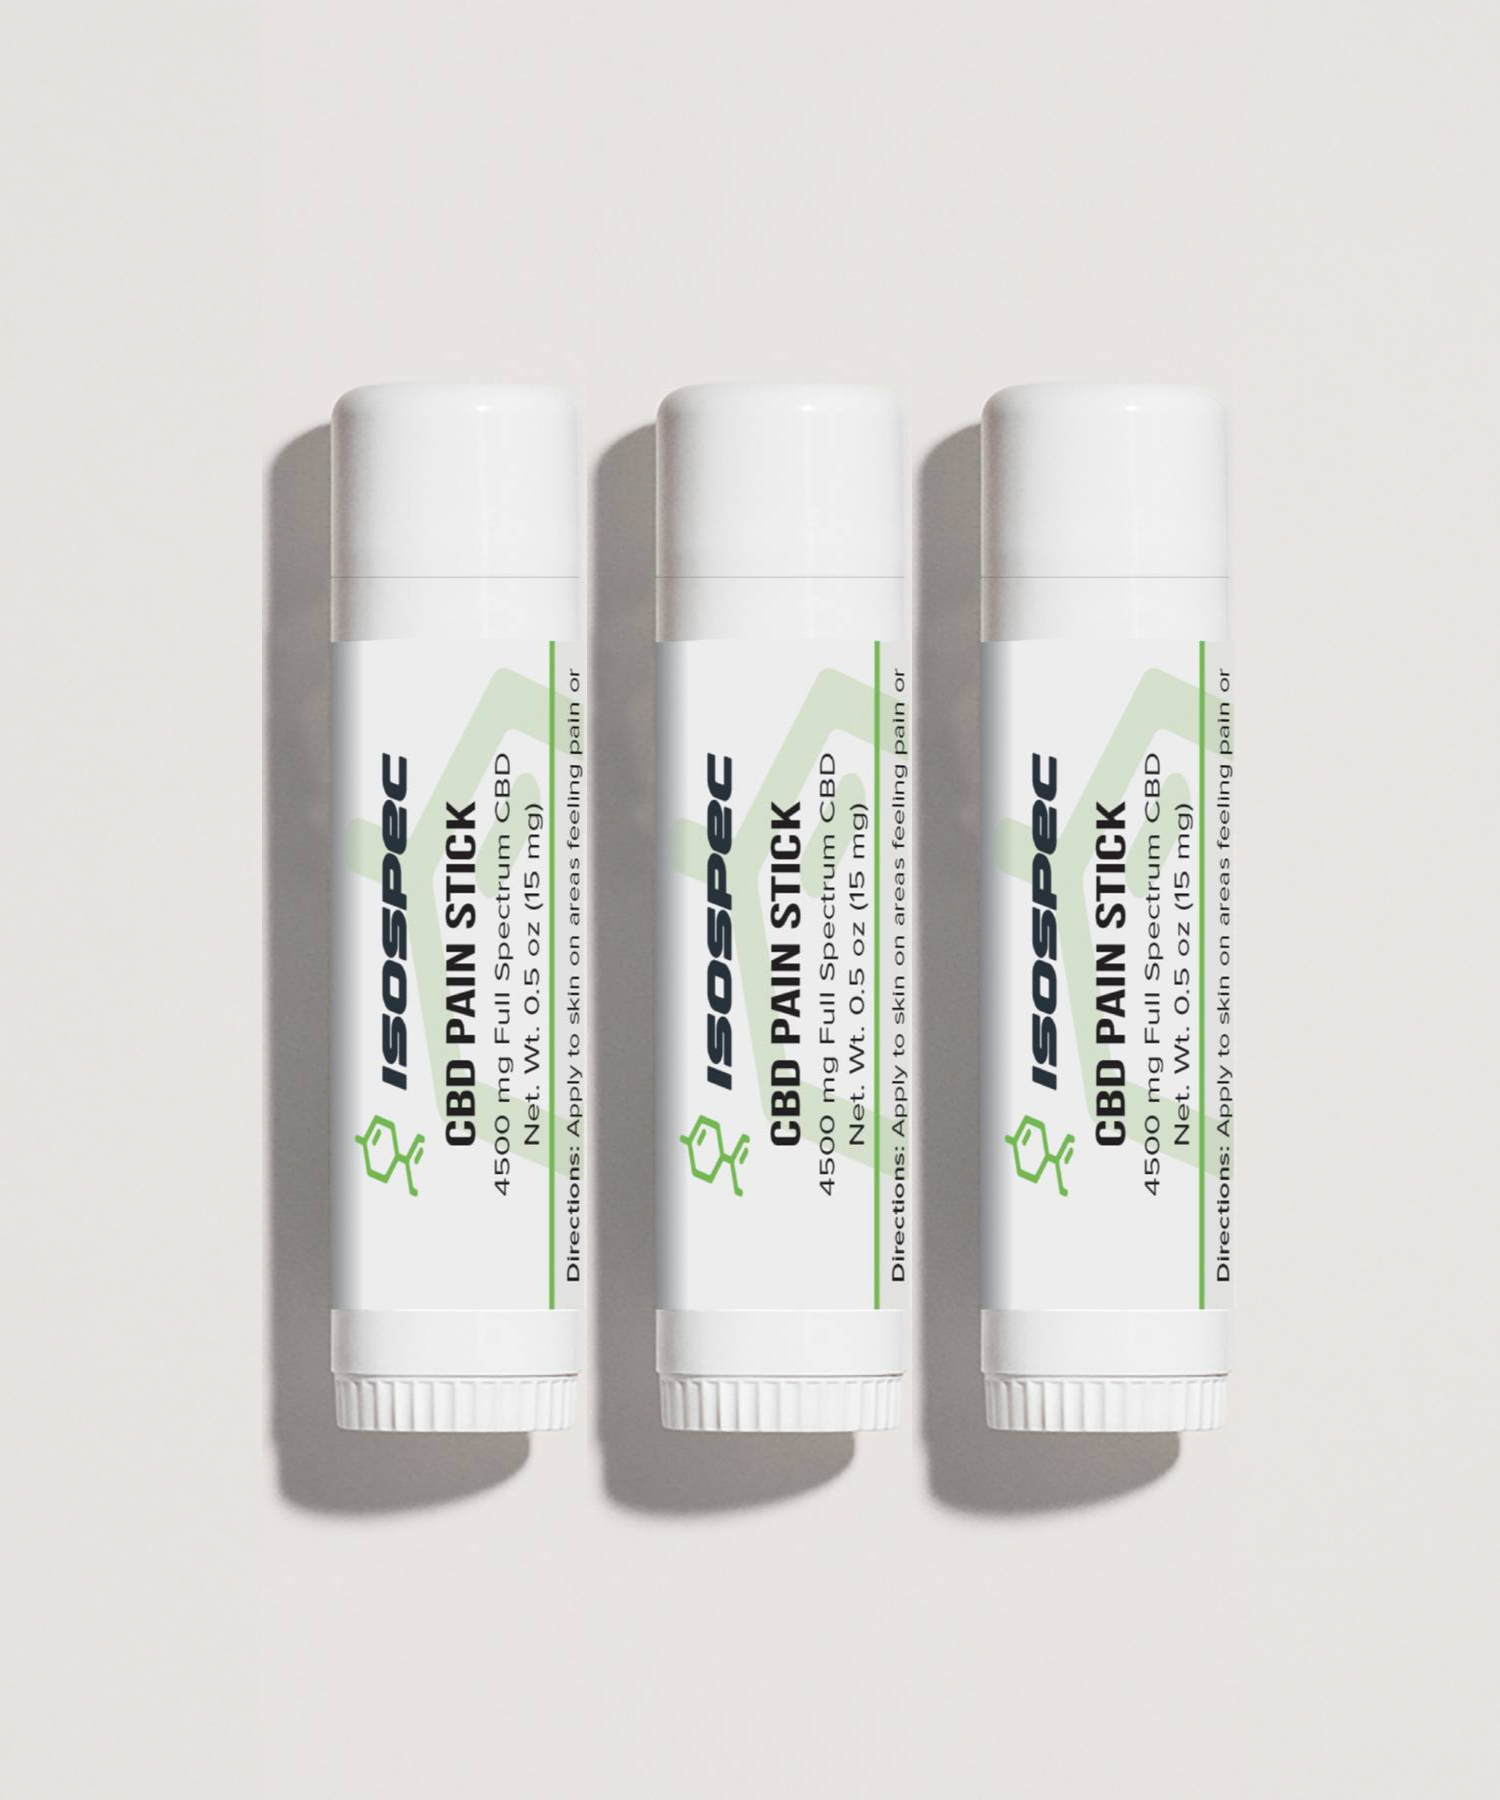 ISOSPEC
CBD PAIN STICK
4500 mg Full Spectrum CBD
Net. Wt. 0.5 oz (15 mg)
Directions: Apply to skin on areas feeling pain or
ISOSPEC
CBD PAIN STICK
4500 mg Full Spectrum CBD
Net. Wt. 0.5 oz (15 mg)
Directions: Apply to skin on areas feeling pain or
ISOSPEC
CBD PAIN STICK
4500 mg Full Spectrum CBD
Net. Wt. 0.5 oz (15 mg)
Directions: Apply to skin on areas feeling pain or